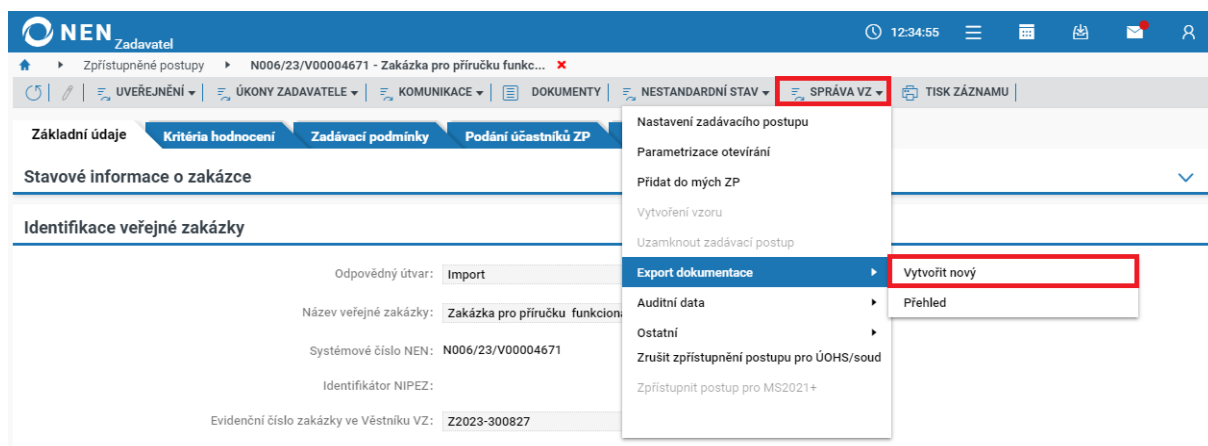 NEN Zadavatel 12:34:55
Zpřístupněné postupy N006/23/V00004671 - Zakázka pro příručku funkc...
UVEŘEJNĚNÍ ÚKONY ZADAVATELE KOMUNIKACE DOKUMENTY NESTANDARDNÍ STAV SPRÁVA VZ TISK ZÁZNAMU
Základní údaje Kritéria hodnocení Zadávací podmínky Podání účastníků ZP
Stavové informace o zakázce
Identifikace veřejné zakázky
Odpovědný útvar: Import
Název veřejné zakázky: Zakázka pro příručku funkcion
Systémové číslo NEN: N006/23/V00004671
Identifikátor NIPEZ:
Evidenční číslo zakázky ve Věstníku VZ: Z2023-300827
Nastavení zadávacího postupu
Parametrizace otevírání
Přidat do mých ZP
Vytvoření vzoru
Uzamknout zadávací postup
Export dokumentace
Auditní data
Ostatní
Zrušit zpřístupnění postupu pro ÚOHS/soud
Zpřístupnit postup pro MS2021+
Vytvořit nový
Přehled